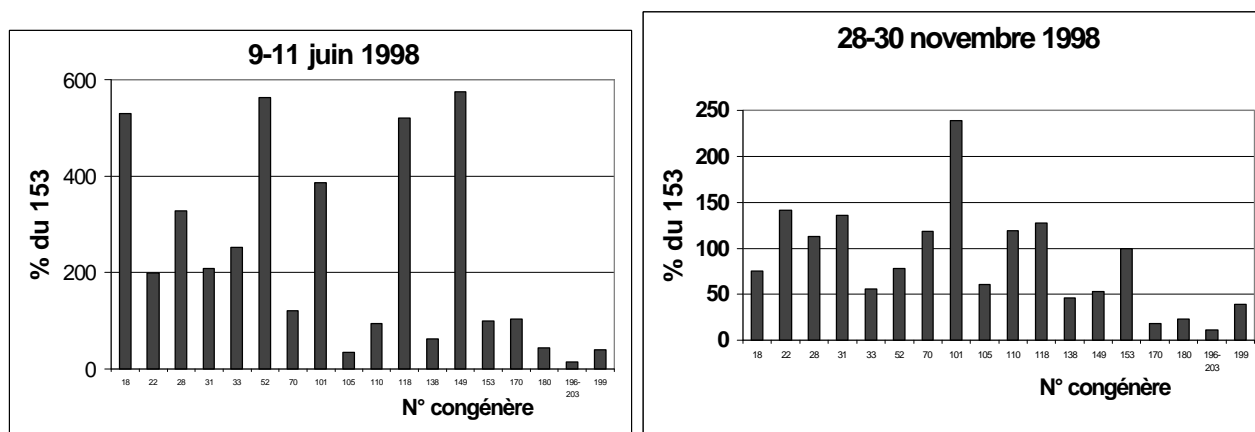 9-11 juin 1998
600
400
200
0
% du 153
18 22 28 31 33 52 70 101 105 110 118 138 149 153 170 180 196-203 199
N° congénère
28-30 novembre 1998
250
200
150
100
50
0
% du 153
18 22 28 31 33 52 70 101 105 110 118 138 149 153 170 180 196-203 199
N° congénère